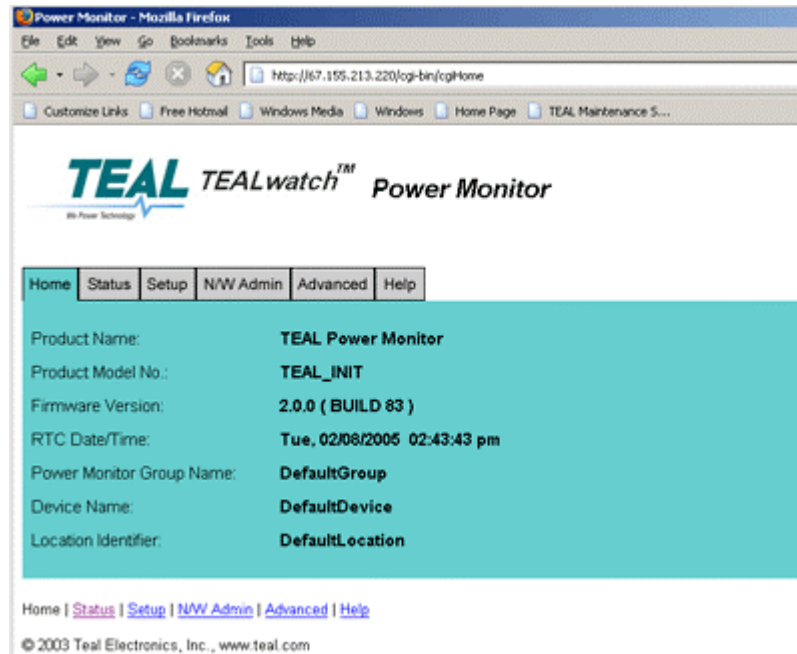 Power Monitor - Mozilla Firefox
File Edit View Go Bookmarks Tools Help
http://67.155.213.220/cgi-bin/cgiHome
Customize Links Free Hotmail Windows Media Windows Home Page TEAL Maintenance S...
TEAL TEALwatch™ Power Monitor
We Power Technology
Home Status Setup N/W Admin Advanced Help
Product Name: TEAL Power Monitor
Product Model No.: TEAL_INIT
Firmware Version: 2.0.0 ( BUILD 83 )
RTC Date/Time: Tue, 02/08/2005 02:43:43 pm
Power Monitor Group Name: DefaultGroup
Device Name: DefaultDevice
Location Identifier: DefaultLocation
Home | Status | Setup | N/W Admin | Advanced | Help
© 2003 Teal Electronics, Inc., www.teal.com